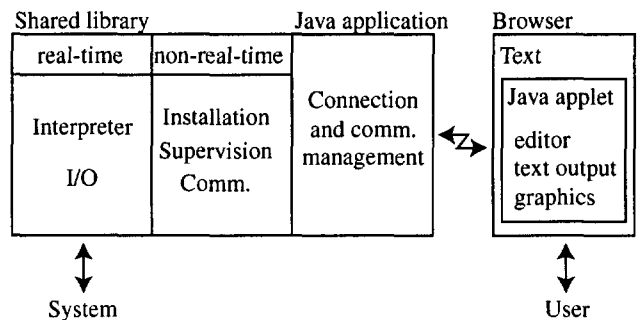 Shared library
Java application
Browser
real-time
non-real-time
Text
Interpreter
I/O
Installation
Supervision
Comm.
Connection
and comm.
management
Java applet
editor
text output
graphics
System
User